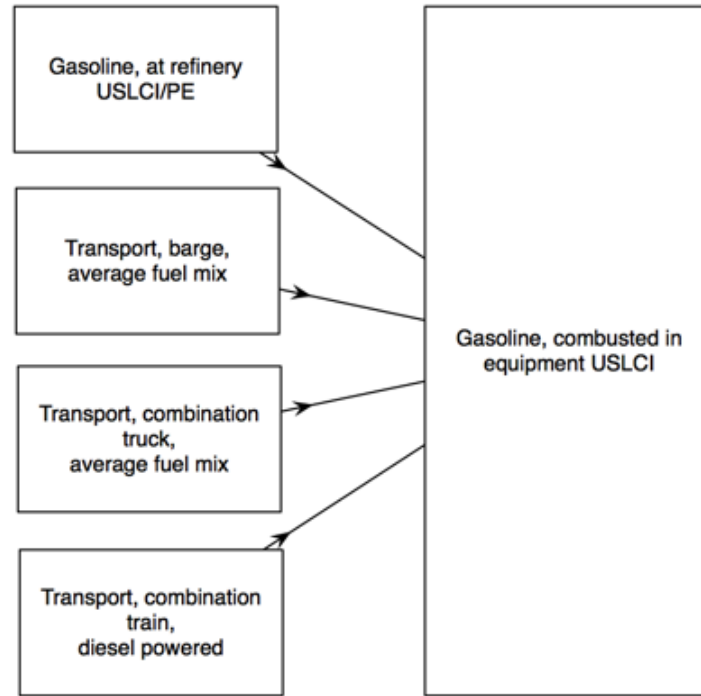 Gasoline, at refinery
USLCI/PE
Transport, barge,
average fuel mix
Transport, combination
truck,
average fuel mix
Transport, combination
train,
diesel powered
Gasoline, combusted in
equipment USLCI